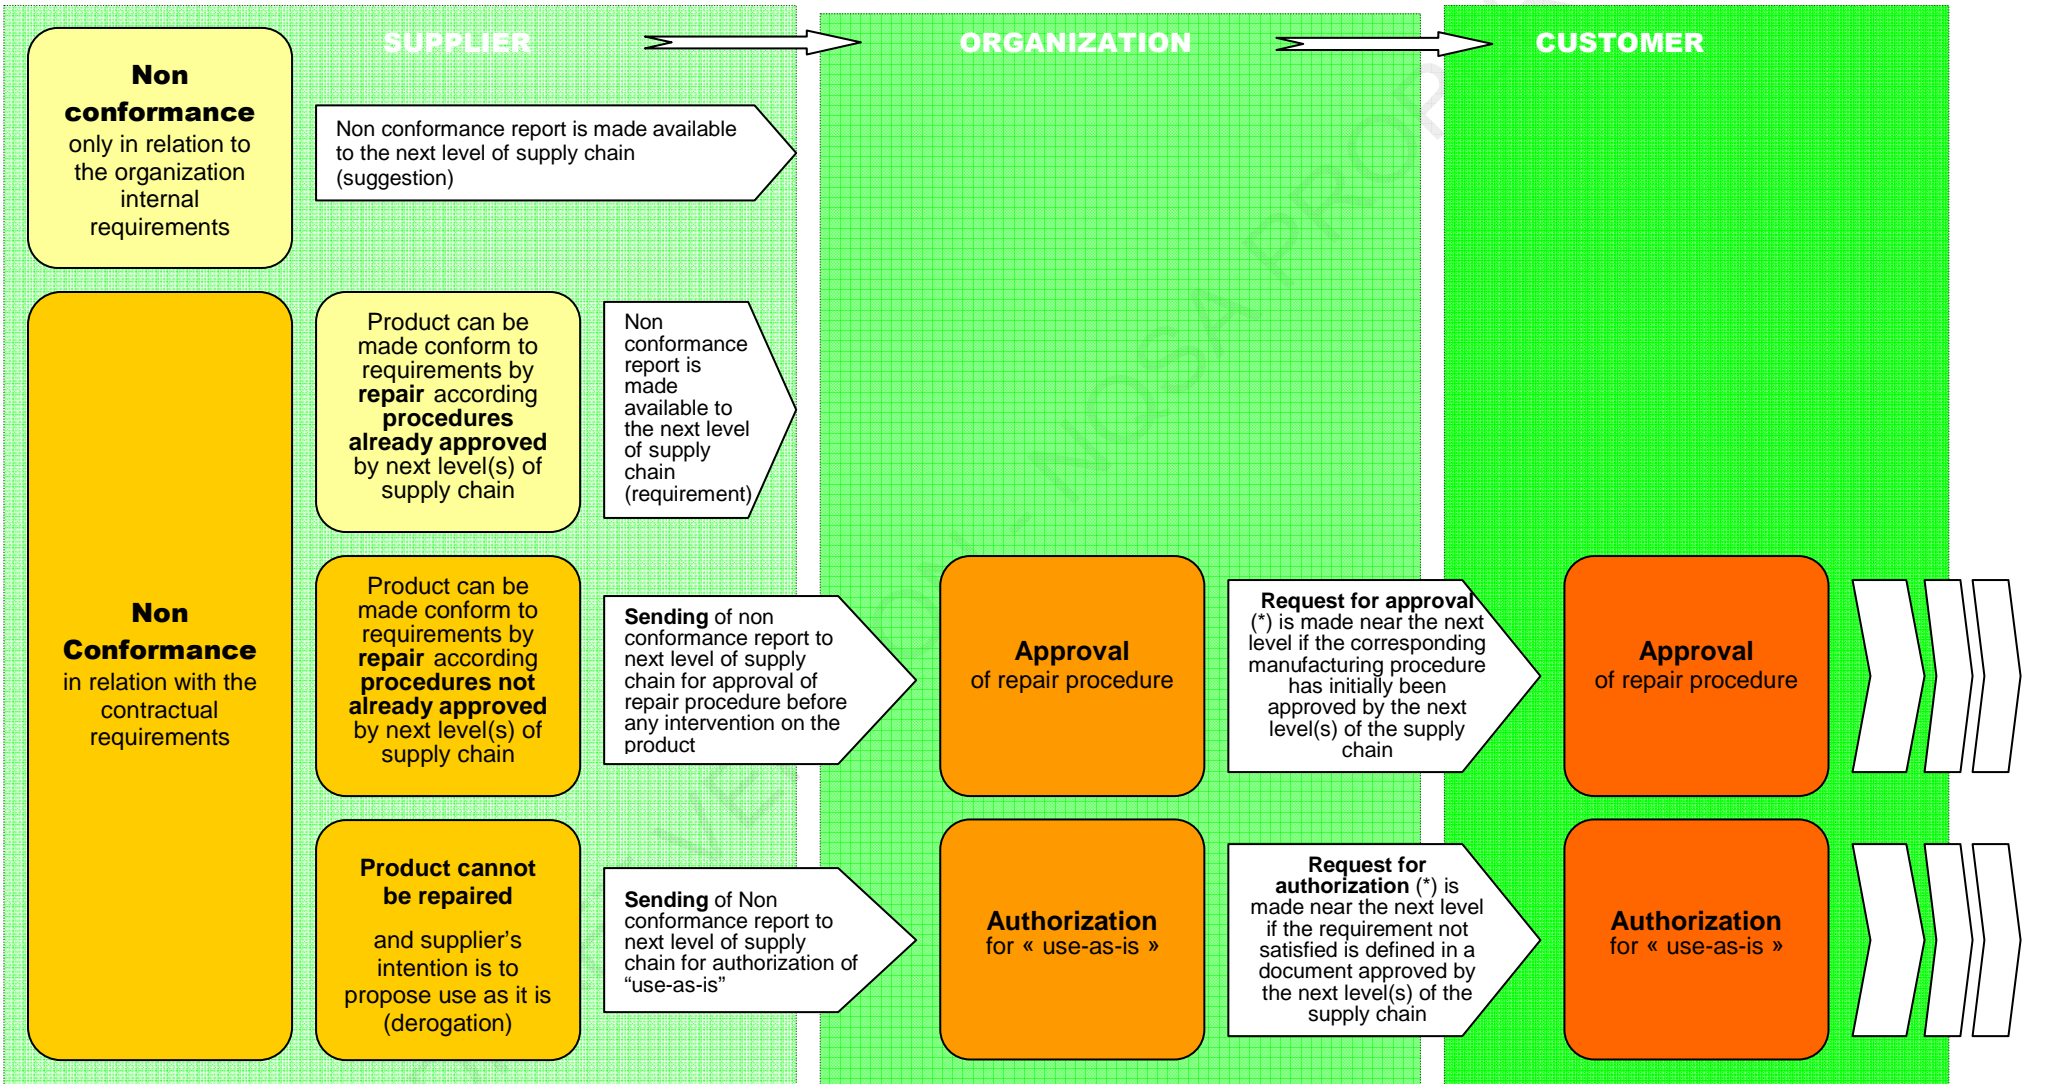 SUPPLIER
ORGANIZATION
CUSTOMER
Non
conformance
only in relation to
the organization
internal
requirements
Non conformance report is made available
to the next level of supply chain
(suggestion)
Non
Conformance
in relation with the
contractual
requirements
Product can be
made conform to
requirements by
repair according
procedures
already approved
by next level(s) of
supply chain
Non
conformance
report is
made
available to
the next level
of supply
chain
(requirement)
Product can be
made conform to
requirements by
repair according
procedures not
already approved
by next level(s) of
supply chain
Sending of non
conformance report to
next level of supply
chain for approval of
repair procedure before
any intervention on the
product
Approval
of repair procedure
Request for approval
(*) is made near the next
level if the corresponding
manufacturing procedure
has initially been
approved by the next
level(s) of the supply
chain
Approval
of repair procedure
Product cannot
be repaired
and supplier’s
intention is to
propose use as it is
(derogation)
Sending of Non
conformance report to
next level of supply
chain for authorization of
“use-as-is”
Authorization
for « use-as-is »
Request for
authorization (*) is
made near the next level
if the requirement not
satisfied is defined in a
document approved by
the next level(s) of the
supply chain
Authorization
for « use-as-is »